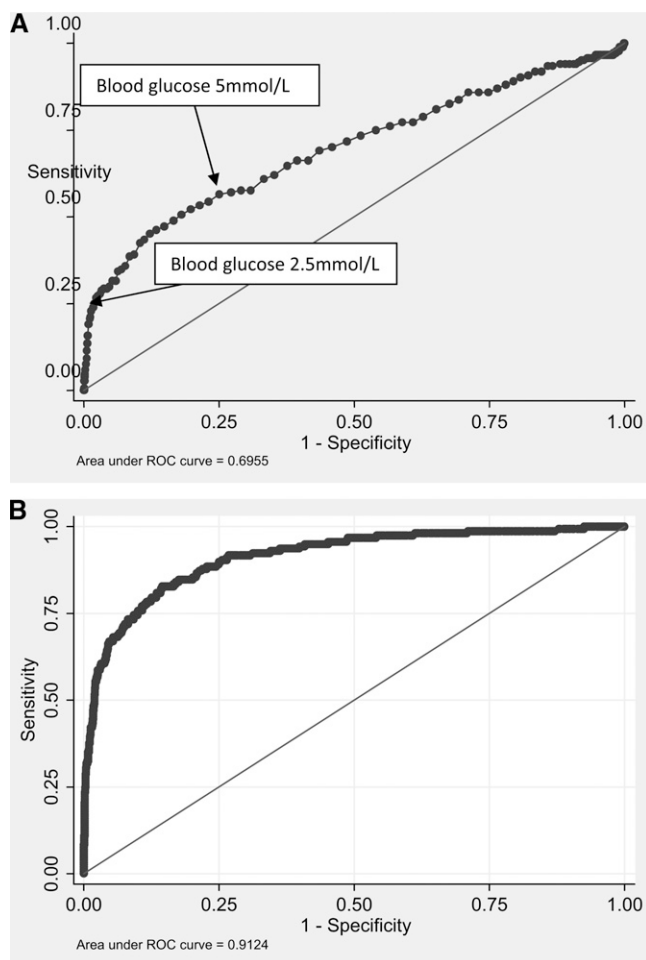 A
1.00
Blood glucose 5mmol/L
0.75
Sensitivity
0.50
Blood glucose 2.5mmol/L
0.25
0.00
0.00 0.25 0.50 0.75 1.00
1 - Specificity
Area under ROC curve = 0.6955
B
1.00
0.75
Sensitivity
0.50
0.25
0.00
0.00 0.25 0.50 0.75 1.00
1 - Specificity
Area under ROC curve = 0.9124